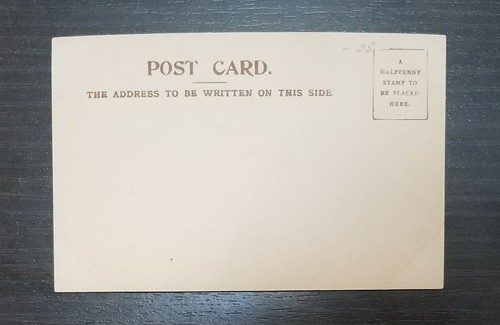 POST CARD.
THE ADDRESS TO BE WRITTEN ON THIS SIDE
A
HALFPENNY
STAMP TO
BE PLACED
HERE.